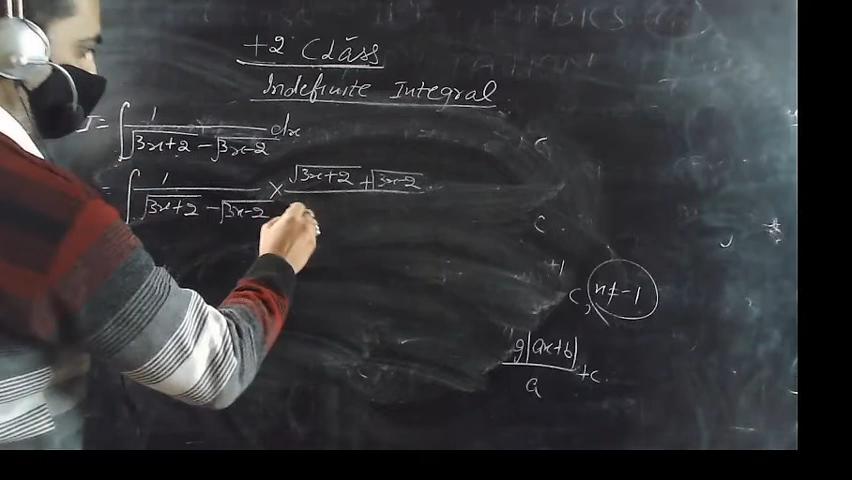 +2 Class
Indefinite Integral
I = ∫ 1/(√3x+2 - √3x-2) dx
= ∫ 1/(√3x+2 - √3x-2) × √3x+2 + √3x-2
c
+1
c, n≠-1
g|ax+b|/a +c